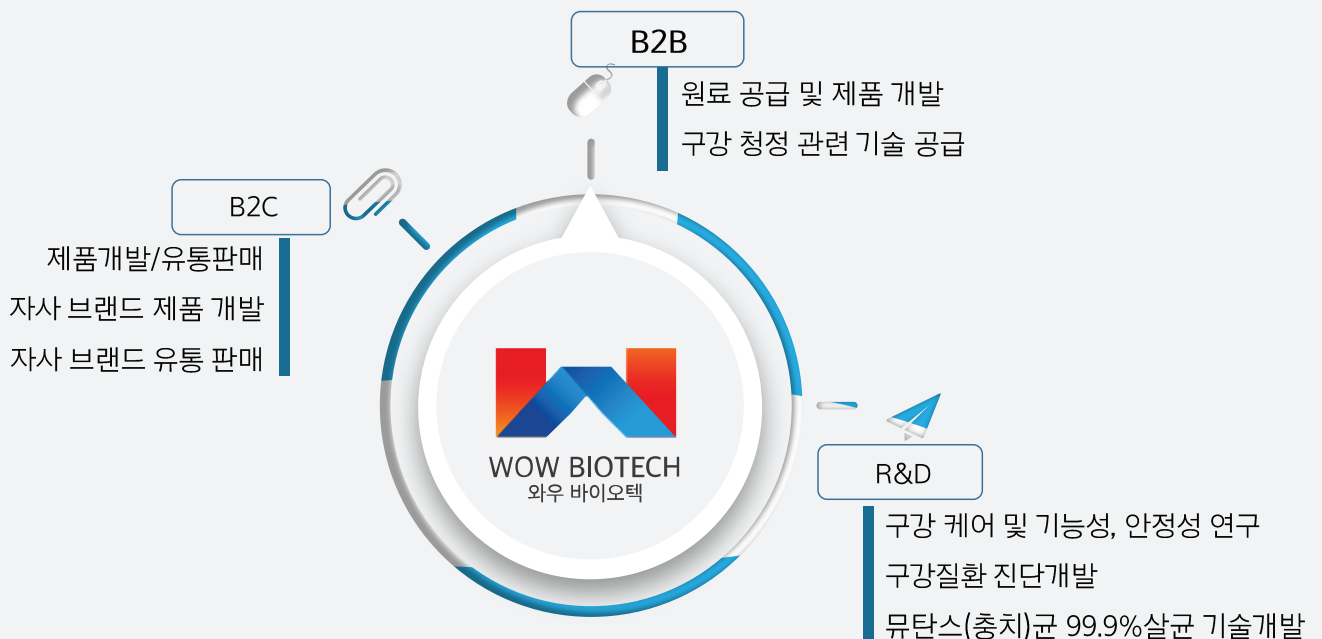 B2B
원료 공급 및 제품 개발
구강 청정 관련 기술 공급
B2C
제품개발/유통판매
자사 브랜드 제품 개발
자사 브랜드 유통 판매
WOW BIOTECH
와우 바이오텍
R&D
구강 케어 및 기능성, 안정성 연구
구강질환 진단개발
뮤탄스(충치)균 99.9%살균 기술개발